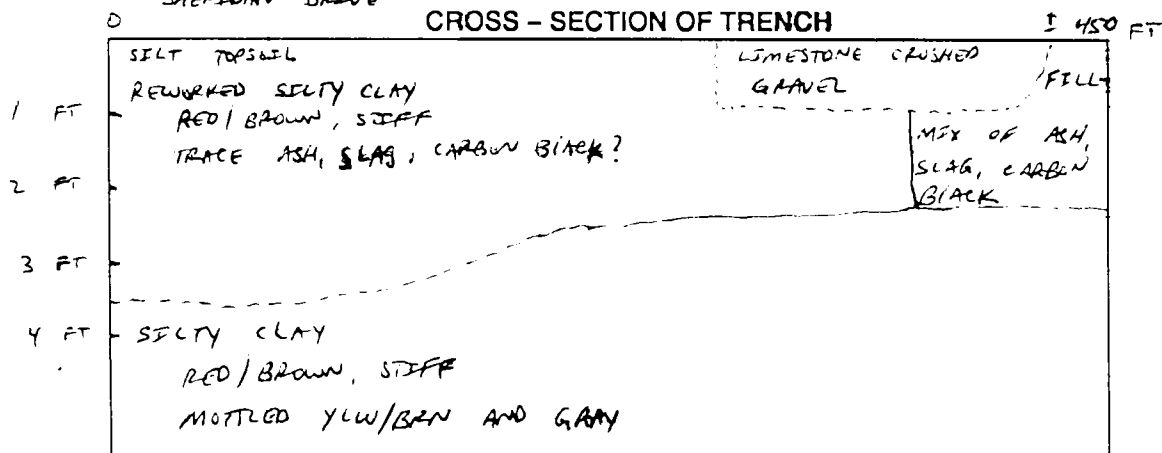 SHERIDAN DRIVE
CROSS – SECTION OF TRENCH
0
± 450 FT
SILT TOPSOIL
REWORKED SILTY CLAY
RED/BROWN, STIFF
TRACE ASH, SLAG, CARBON BLACK?
LIMESTONE CRUSHED
GRAVEL
FILL
MIX OF ASH,
SLAG, CARBON
BLACK
1 FT
2 FT
3 FT
4 FT
SILTY CLAY
RED/BROWN, STIFF
MOTTLED YLW/BRN AND GRAY